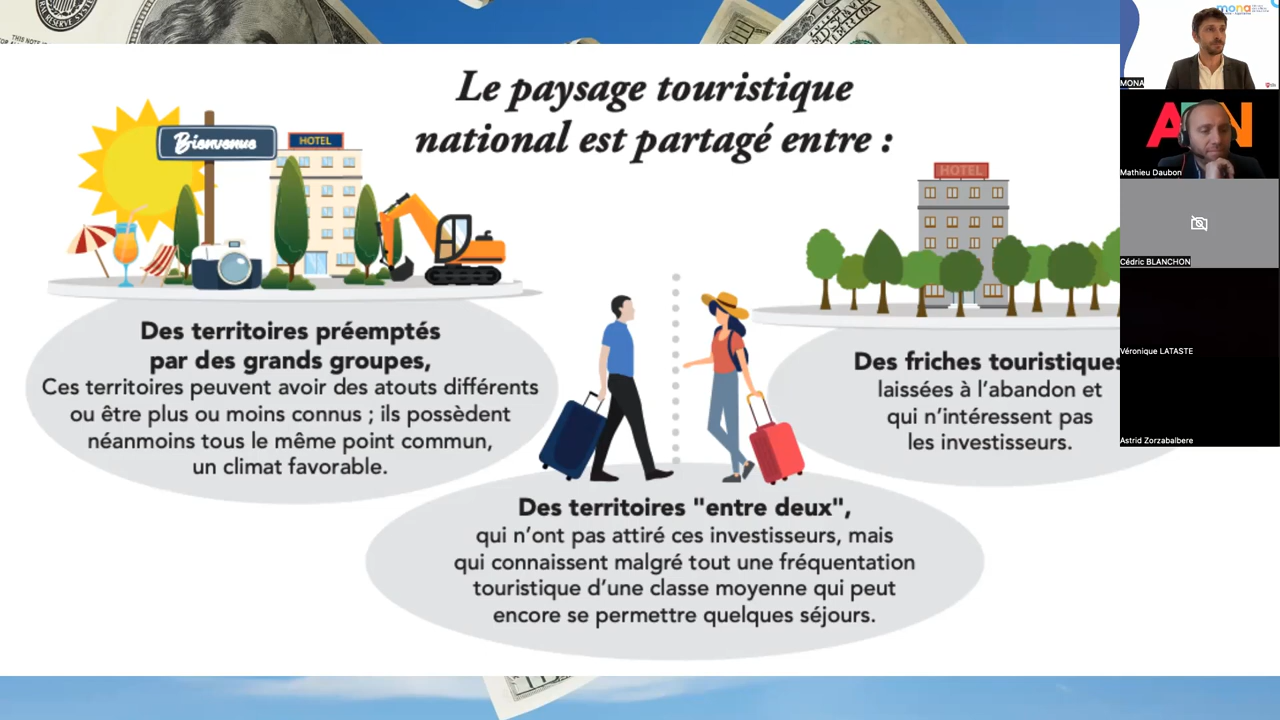 THIS NOTE IS
Le paysage touristique
national est partagé entre :
Bienvenue
HOTEL
HOTEL
Des territoires préemptés
par des grands groupes,
Ces territoires peuvent avoir des atouts différents
ou être plus ou moins connus ; ils possèdent
néanmoins tous le même point commun,
un climat favorable.
Des friches touristiques
laissées à l’abandon et
qui n’intéressent pas
les investisseurs.
Des territoires "entre deux",
qui n’ont pas attiré ces investisseurs, mais
qui connaissent malgré tout une fréquentation
touristique d’une classe moyenne qui peut
encore se permettre quelques séjours.
mona
MONA
Mathieu Daubon
Cédric BLANCHON
Véronique LATASTE
Astrid Zorzabalbere